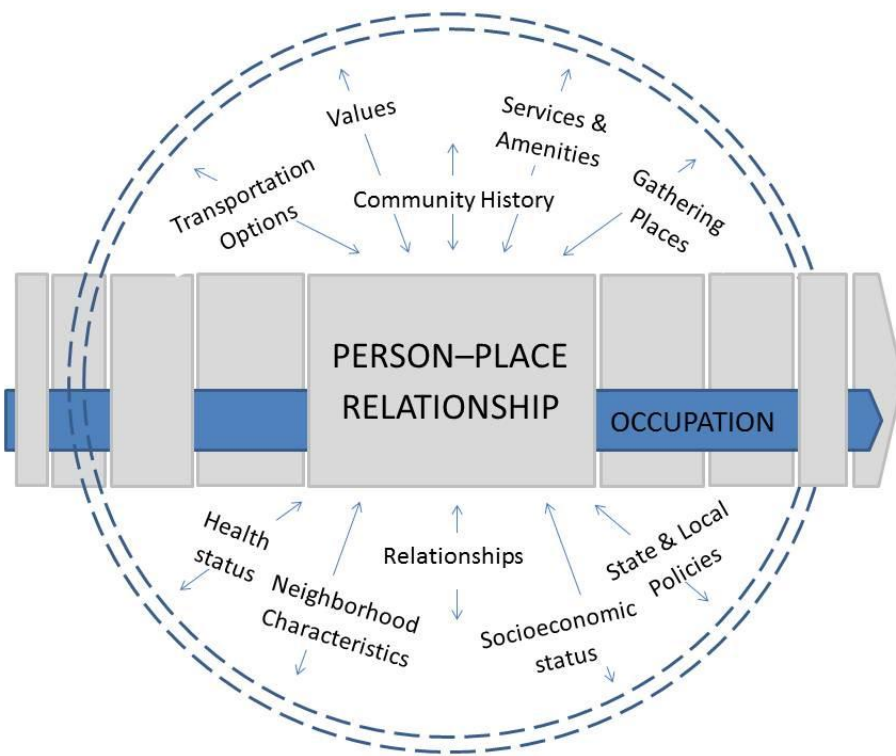 Values
Services &
Amenities
Transportation
Options
Community History
Gathering
Places
PERSON–PLACE
RELATIONSHIP
OCCUPATION
Health
status
Neighborhood
Characteristics
Relationships
Socioeconomic
status
State & Local
Policies